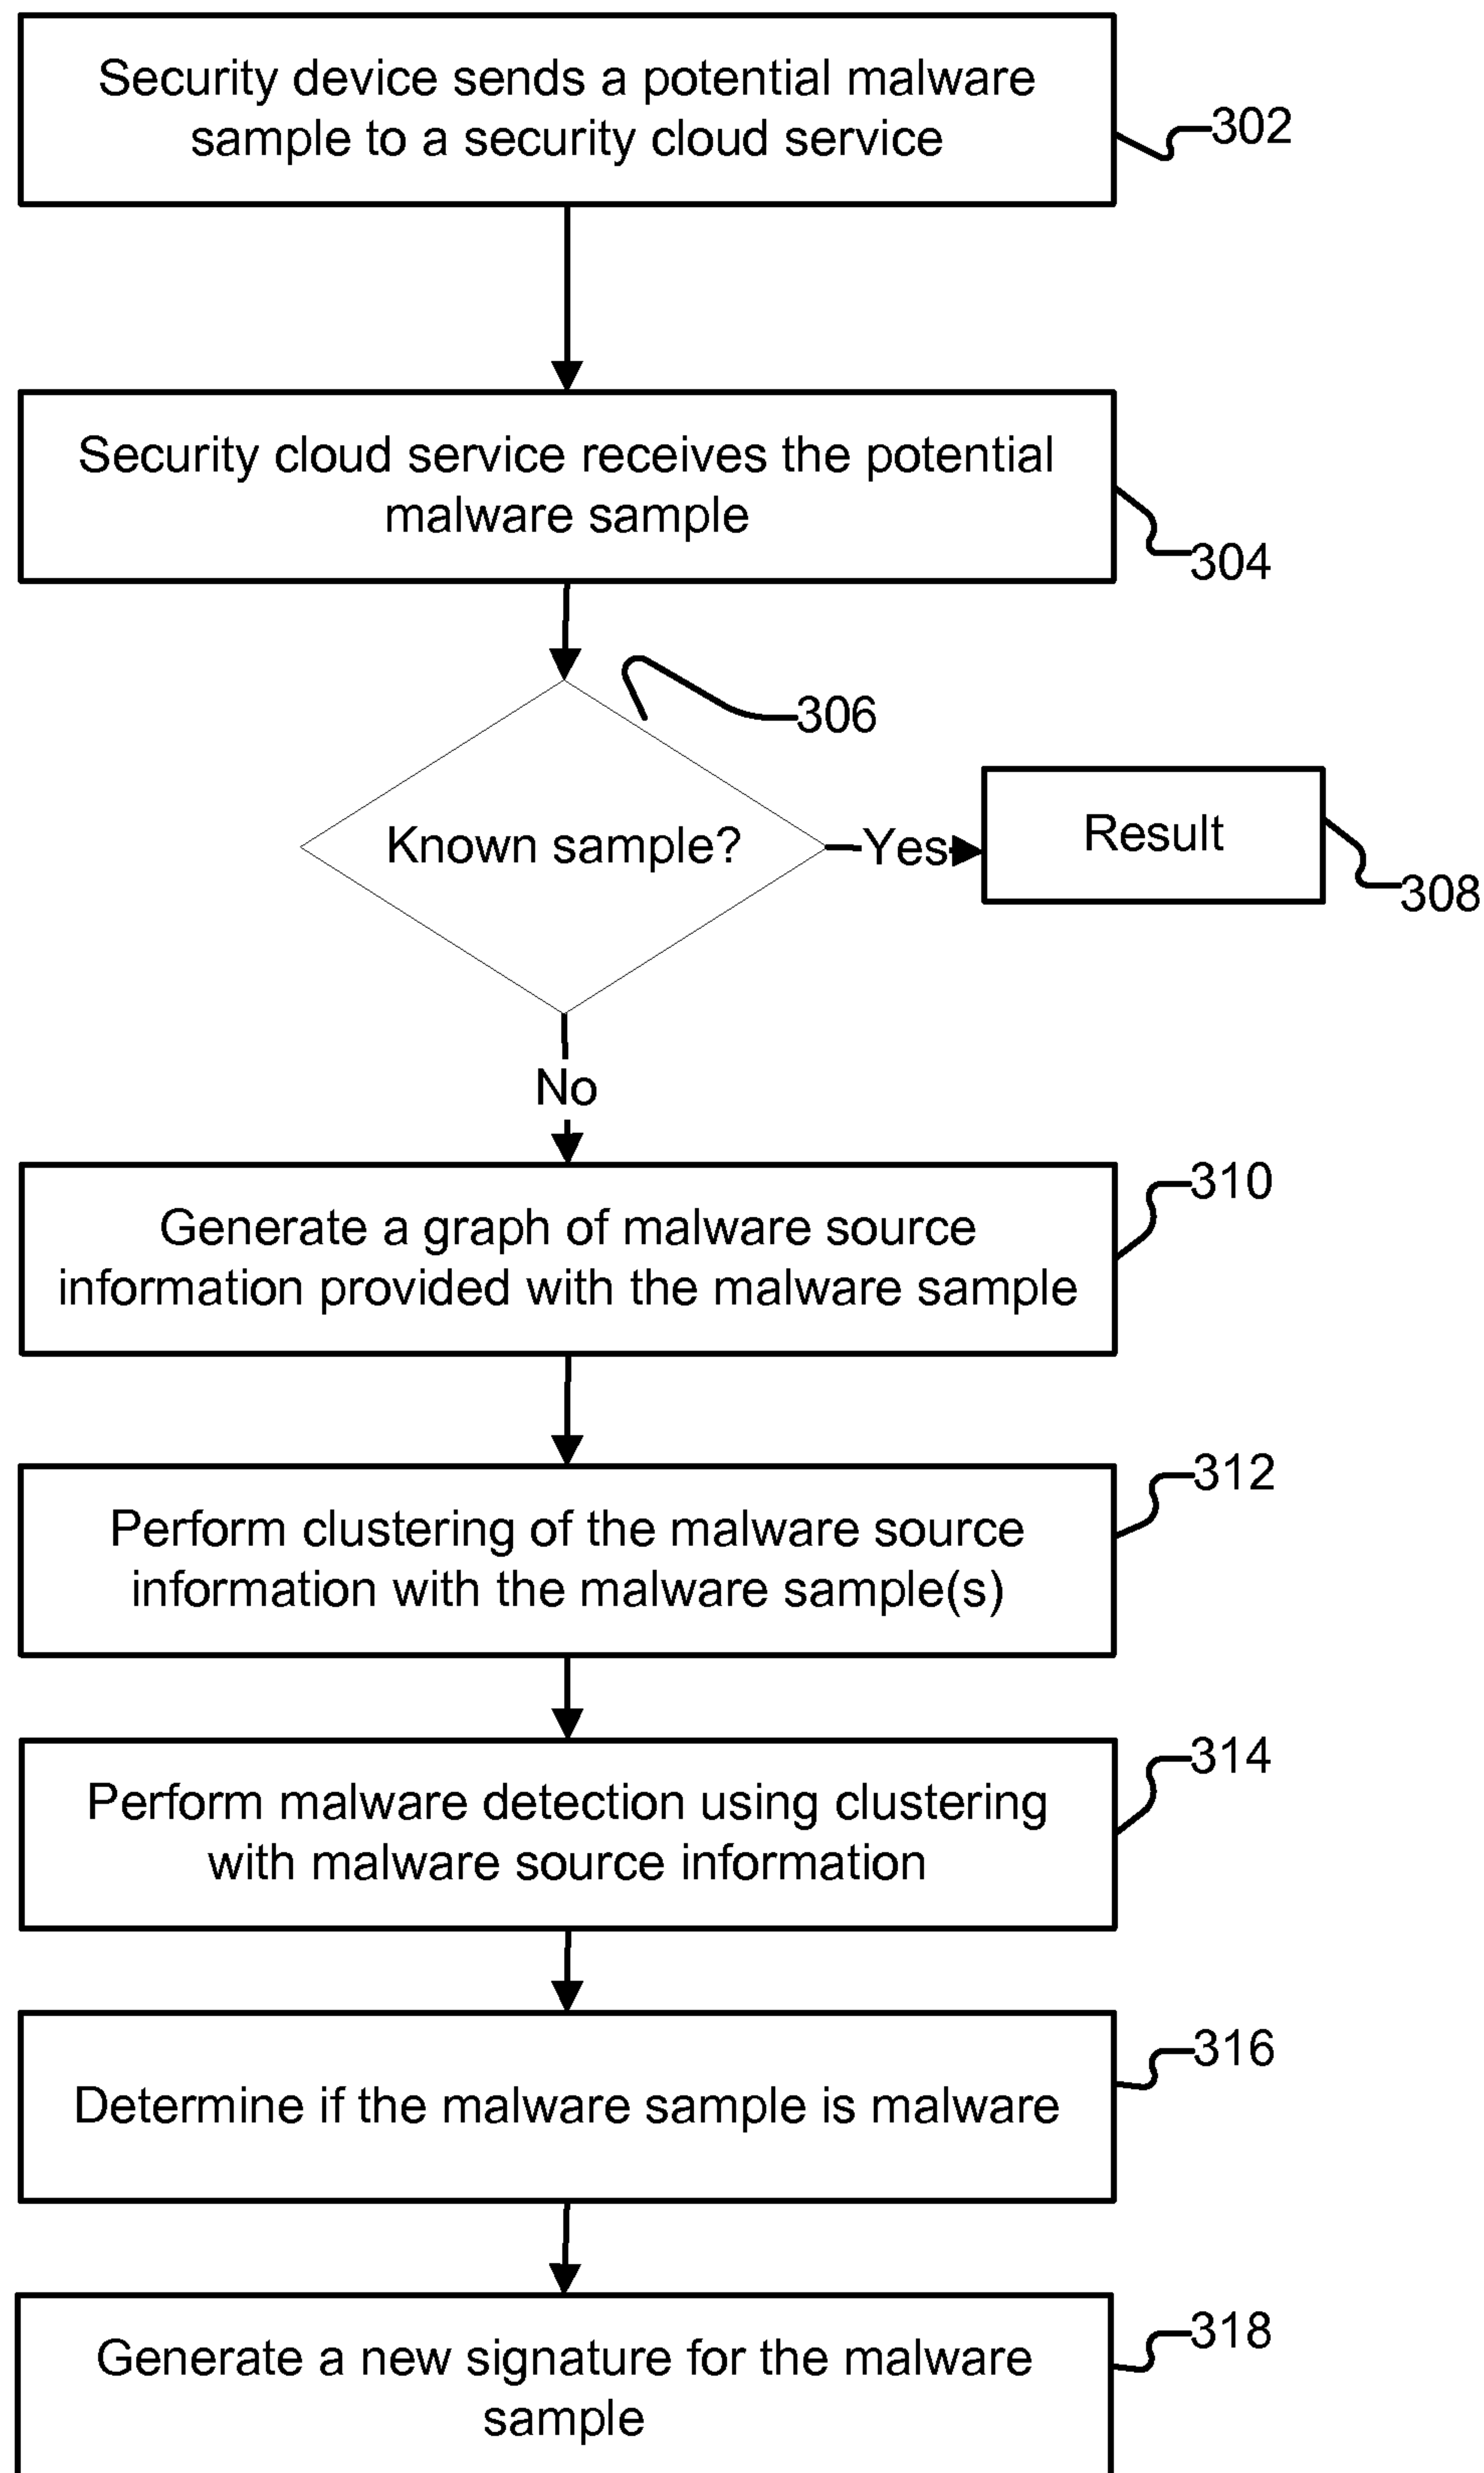 Security device sends a potential malware
sample to a security cloud service
302
Security cloud service receives the potential
malware sample
304
306
Known sample?
Yes
Result
308
No
310
Generate a graph of malware source
information provided with the malware sample
312
Perform clustering of the malware source
information with the malware sample(s)
314
Perform malware detection using clustering
with malware source information
316
Determine if the malware sample is malware
318
Generate a new signature for the malware
sample